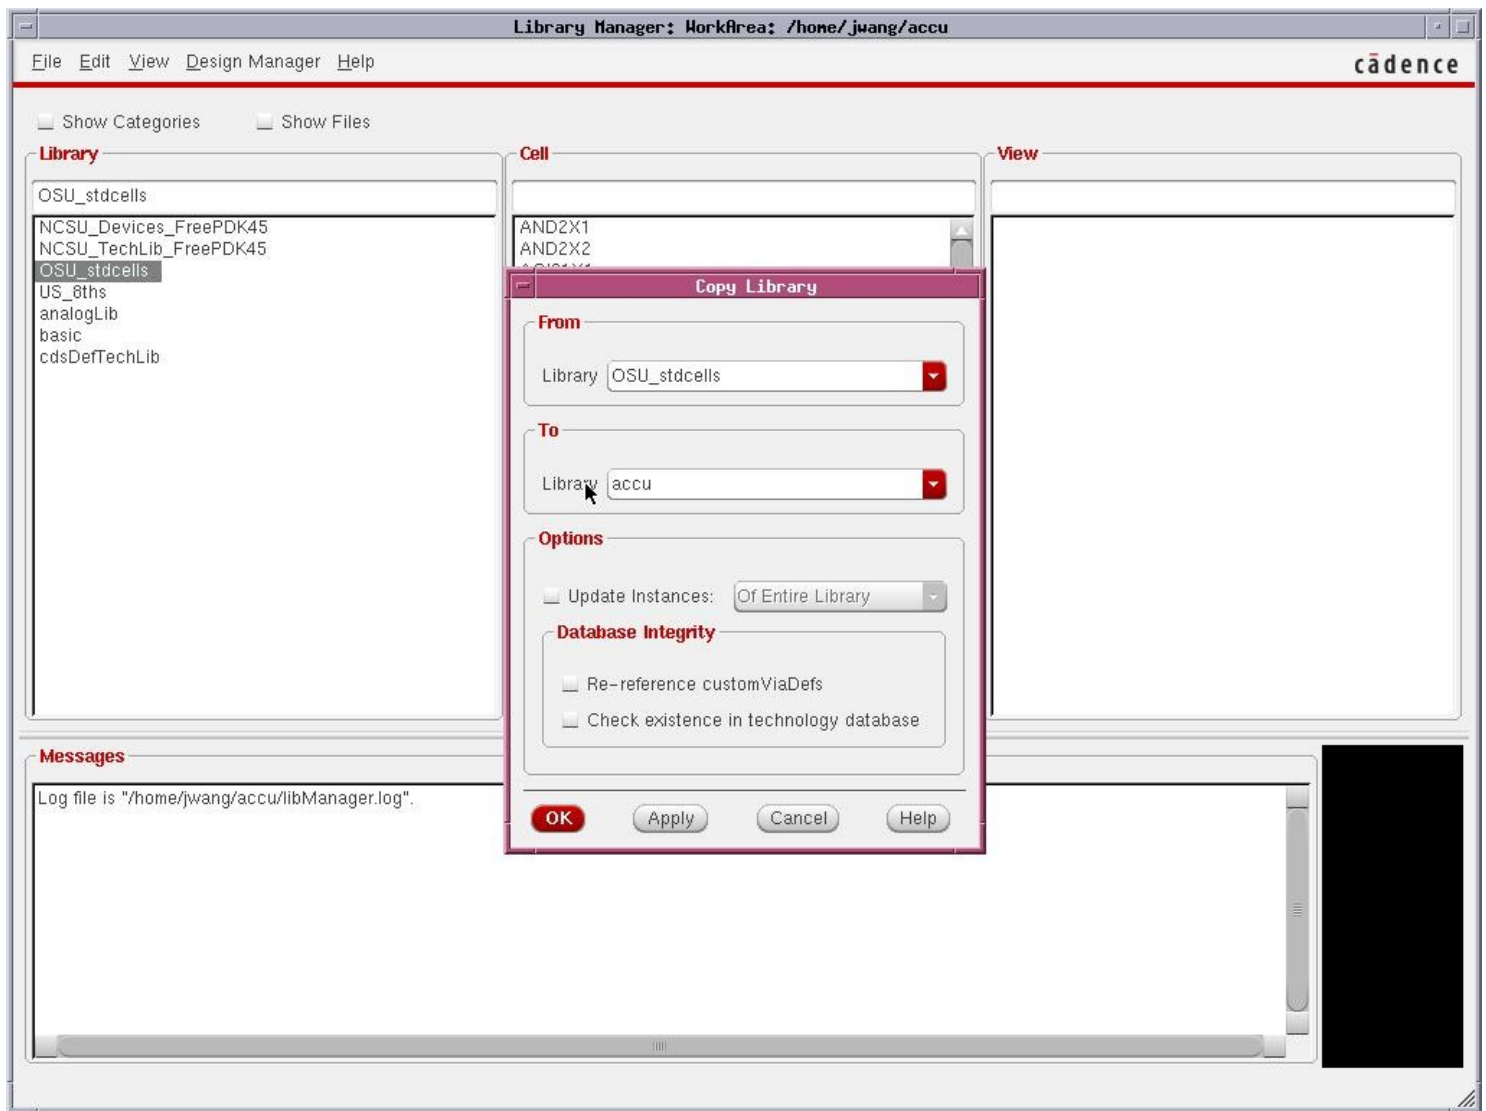 Library Manager: WorkArea: /home/jwang/accu
File Edit View Design Manager Help
cādence
Show Categories Show Files
Library
OSU_stdcells
NCSU_Devices_FreePDK45
NCSU_TechLib_FreePDK45
OSU_stdcells
US_8ths
analogLib
basic
cdsDefTechLib
Cell
AND2X1
AND2X2
View
Copy Library
From
Library OSU_stdcells
To
Library accu
Options
Update Instances: Of Entire Library
Database Integrity
Re-reference customViaDefs
Check existence in technology database
OK Apply Cancel Help
Messages
Log file is "/home/jwang/accu/libManager.log".